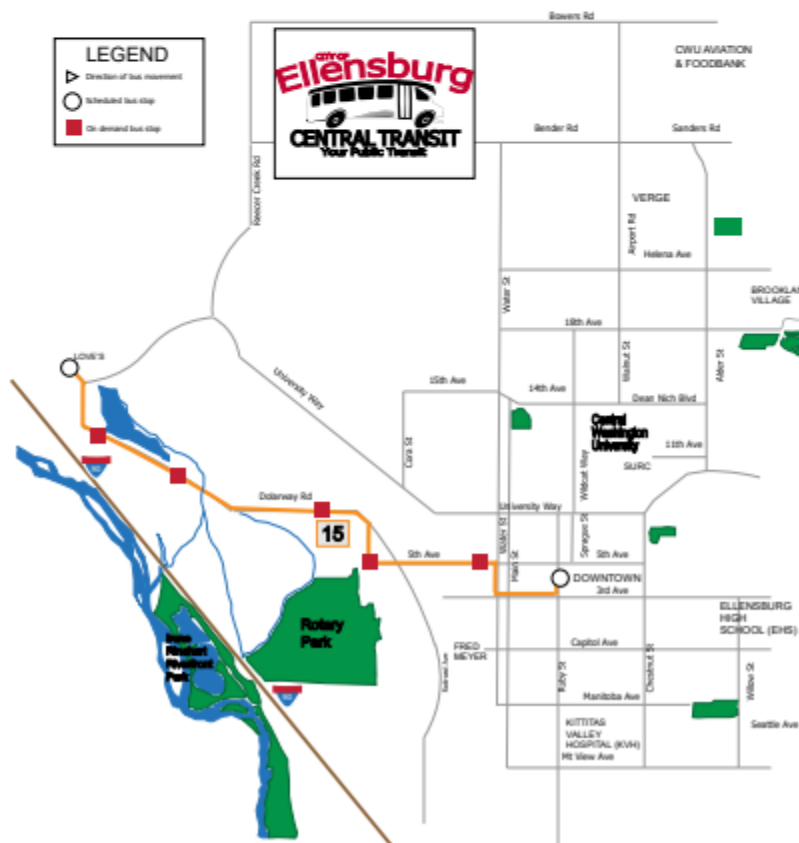 LEGEND
Direction of bus movement
Scheduled bus stop
On demand bus stop
CITY OF
Ellensburg
CENTRAL TRANSIT
Your Public Transit
Bowers Rd
CWU AVIATION
& FOODBANK
Bender Rd
Sanders Rd
Reecer Creek Rd
VERGE
Airport Rd
Helena Ave
Water St
BROOKLAN
VILLAGE
18th Ave
LOVE'S
University Way
15th Ave
14th Ave
Walnut St
Alder St
Dean Nich Blvd
Central
Washington
University
11th Ave
Cora St
Wildcat Way
SURC
90
Dolarway Rd
University Way
15
Water St
Main St
Sprague St
5th Ave
5th Ave
DOWNTOWN
3rd Ave
Irene
Rinehart
Riverfront
Park
Rotary
Park
ELLENSBURG
HIGH
SCHOOL (EHS)
FRED
MEYER
Capitol Ave
Ruby St
Chestnut St
Willow St
90
Manitoba Ave
Seattle Ave
KITTITAS
VALLEY
HOSPITAL (KVH)
Mt View Ave